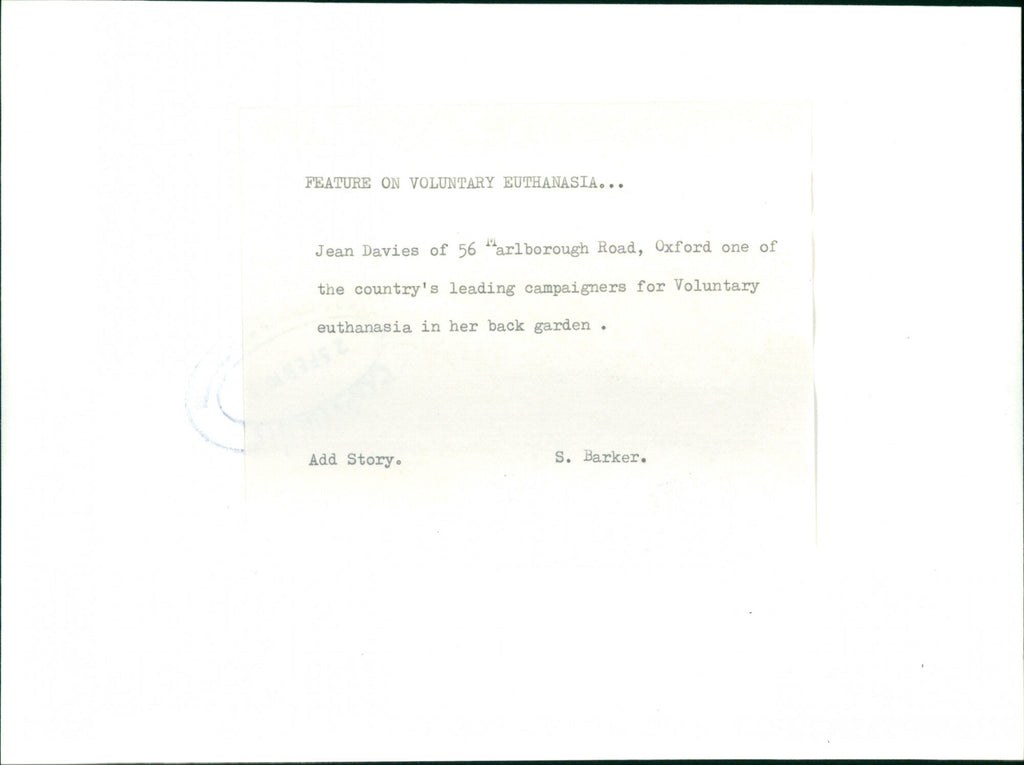 FEATURE ON VOLUNTARY EUTHANASIA...
Jean Davies of 56 Marlborough Road, Oxford one of
the country's leading campaigners for Voluntary
euthanasia in her back garden .
Add Story.
S. Barker.